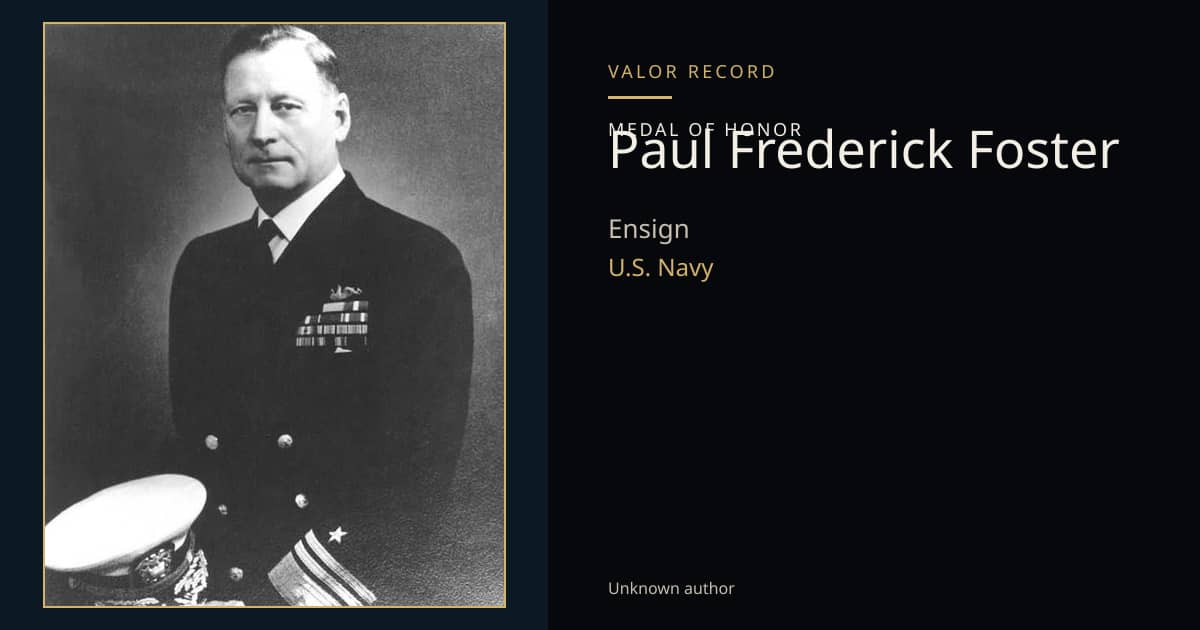 VALOR RECORD
MEDAL OF HONOR
Paul Frederick Foster
Ensign
U.S. Navy
Unknown author